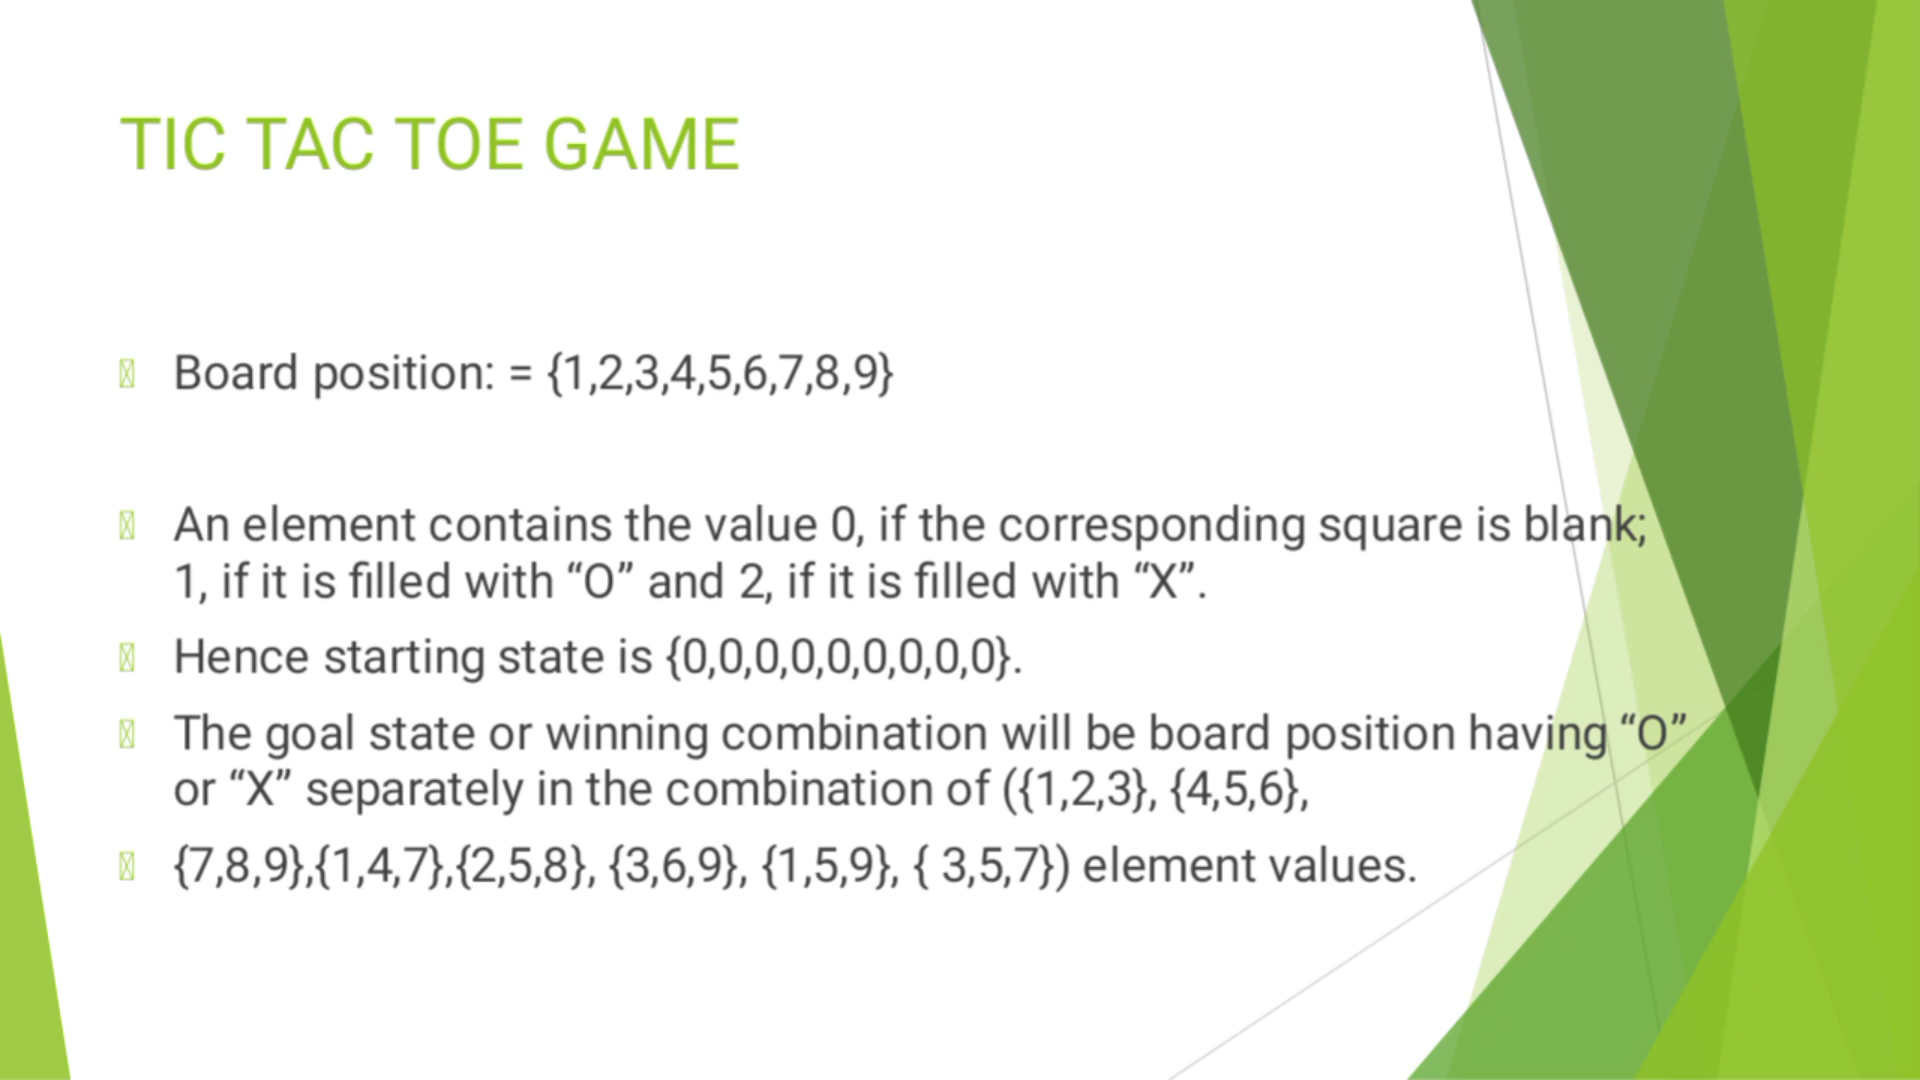 TIC TAC TOE GAME
Board position: = {1,2,3,4,5,6,7,8,9}
An element contains the value 0, if the corresponding square is blank;
1, if it is filled with “O” and 2, if it is filled with “X”.
Hence starting state is {0,0,0,0,0,0,0,0,0}.
The goal state or winning combination will be board position having “O”
or “X” separately in the combination of ({1,2,3}, {4,5,6},
{7,8,9},{1,4,7},{2,5,8}, {3,6,9}, {1,5,9}, { 3,5,7}) element values.